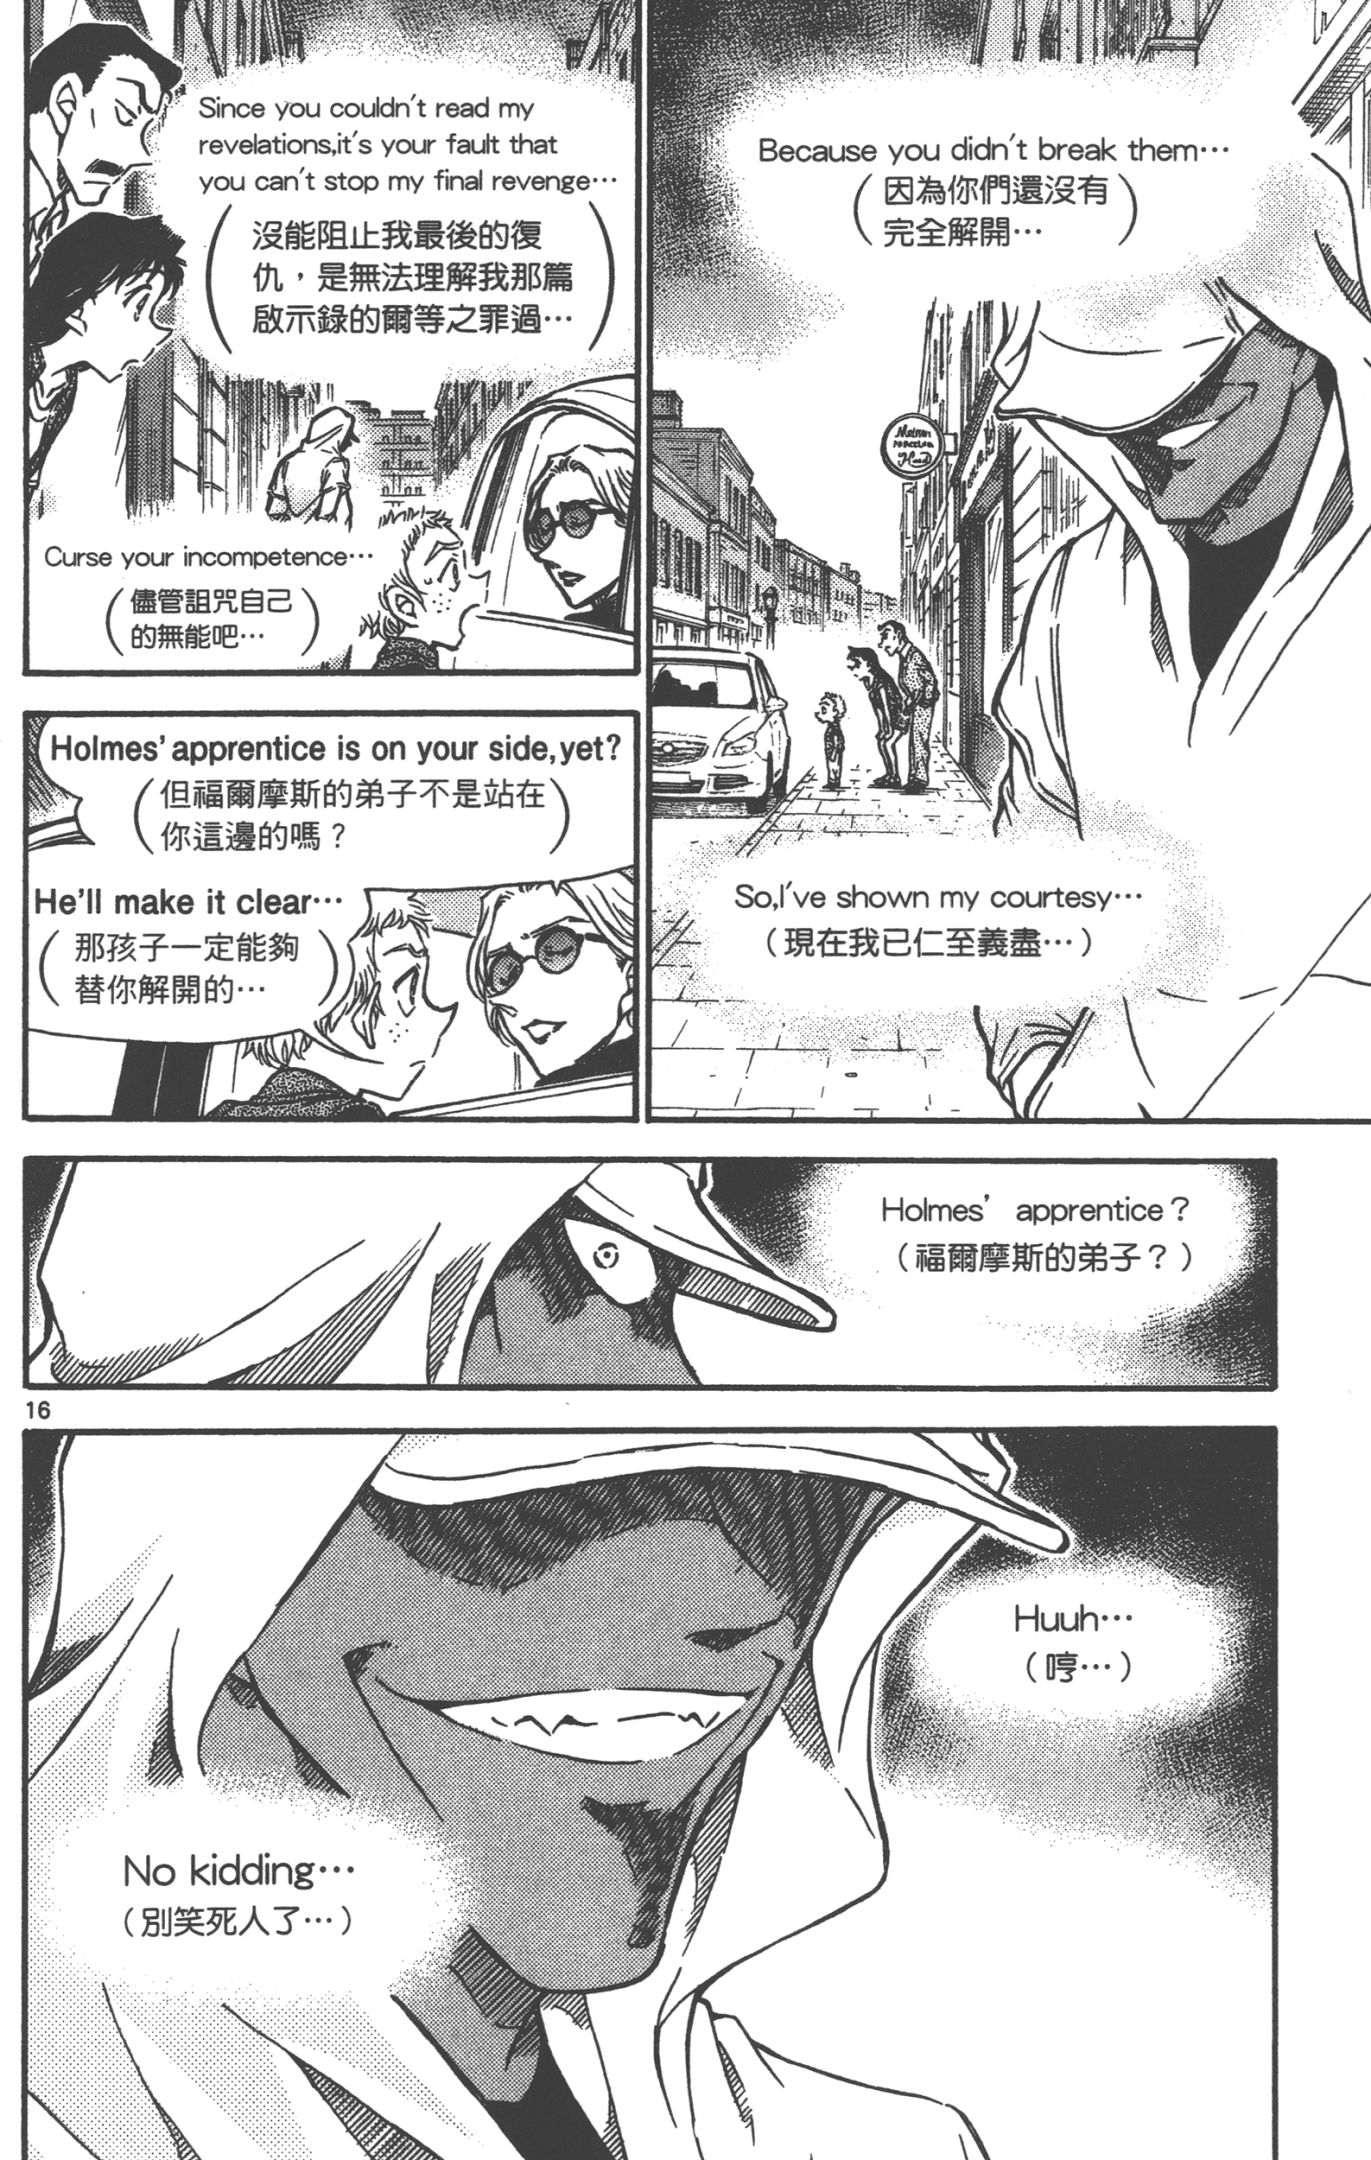 Because you didn't break them…
(因為你們還沒有
完全解開…)
Meissen
Porcelain
So,I've shown my courtesy…
(現在我已仁至義盡…)
Since you couldn't read my
revelations,it's your fault that
you can't stop my final revenge…
(沒能阻止我最後的復
仇，是無法理解我那篇
啟示錄的爾等之罪過…)
Curse your incompetence…
(儘管詛咒自己
的無能吧…)
Holmes' apprentice is on your side,yet?
(但福爾摩斯的弟子不是站在
你這邊的嗎？)
He'll make it clear…
(那孩子一定能夠
替你解開的…)
Holmes' apprentice？
(福爾摩斯的弟子？)
16
Huuh…
(哼…)
No kidding…
(別笑死人了…)